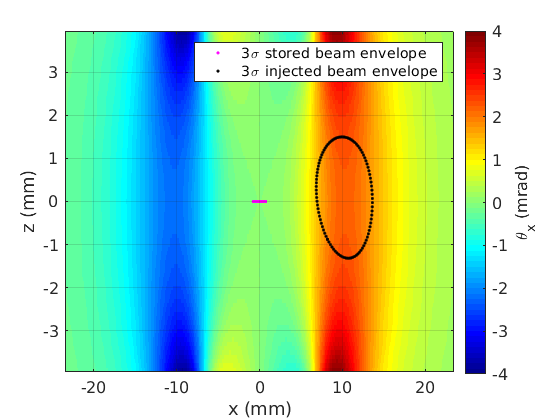 3σ stored beam envelope
3σ injected beam envelope
3
2
1
0
-1
-2
-3
z (mm)
-20 -10 0 10 20
x (mm)
4
3
2
1
0
-1
-2
-3
-4
θx (mrad)